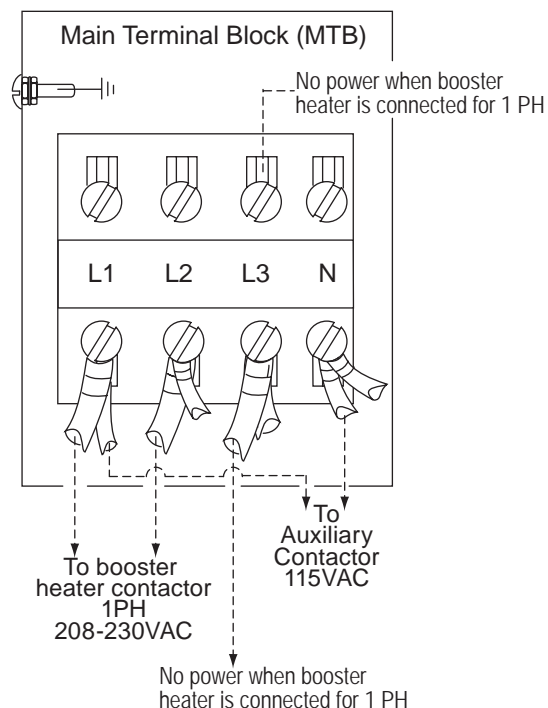 Main Terminal Block (MTB)
No power when booster
heater is connected for 1 PH
L1 L2 L3 N
To
Auxiliary
Contactor
115VAC
To booster
heater contactor
1PH
208-230VAC
No power when booster
heater is connected for 1 PH